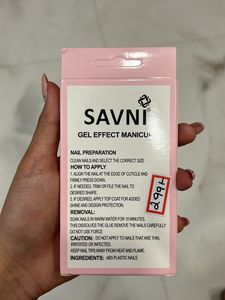 SAVNI
GEL EFFECT MANICUR
NAIL PREPARATION
CLEAN NAILS AND SELECT THE CORRECT SIZE
HOW TO APPLY
1. ALIGN THE NAIL AT THE EDGE OF CUTICLE AND
FIRMLY PRESS DOWN.
2. IF NEEDED, TRIM OR FILE THE NAIL TO
DESIRED SHAPE.
3. IF DESIRED, APPLY TOP COAT FOR ADDED
SHINE AND DESIGN PROTECTION.
REMOVAL:
SOAK NAILS IN WARM WATER FOR 10 MINUTES.
THIS DISSOLVES THE GLUE. REMOVE THE NAILS CAREFULLY
DO NOT USE FORCE
CAUTION: DO NOT APPLY TO NAILS THAT ARE THIN,
IRRITATED OR INFECTED.
KEEP NAIL TIPS AWAY FROM HEAT AND FLAME.
INGREDIENTS: ABS PLASTIC NAILS